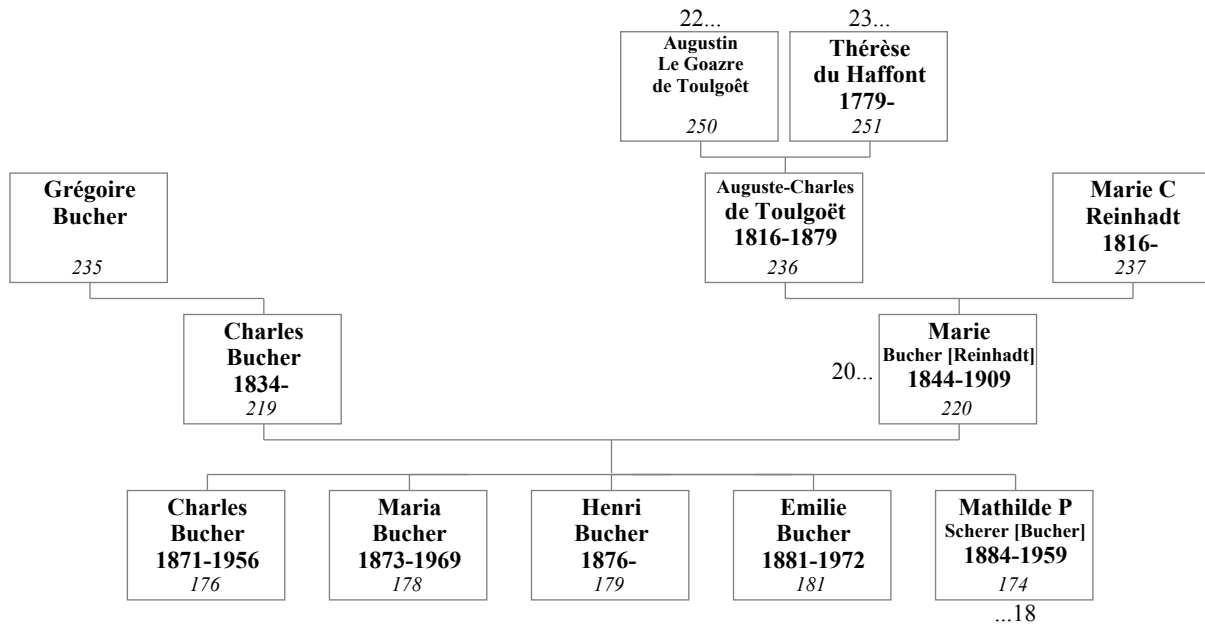 22...
Augustin
Le Goazre
de Toulgoêt
250
23...
Thérèse
du Haffont
1779-
251
Grégoire
Bucher
235
Auguste-Charles
de Toulgoët
1816-1879
236
Marie C
Reinhadt
1816-
237
Charles
Bucher
1834-
219
20...
Marie
Bucher [Reinhadt]
1844-1909
220
Charles
Bucher
1871-1956
176
Maria
Bucher
1873-1969
178
Henri
Bucher
1876-
179
Emilie
Bucher
1881-1972
181
Mathilde P
Scherer [Bucher]
1884-1959
174
...18